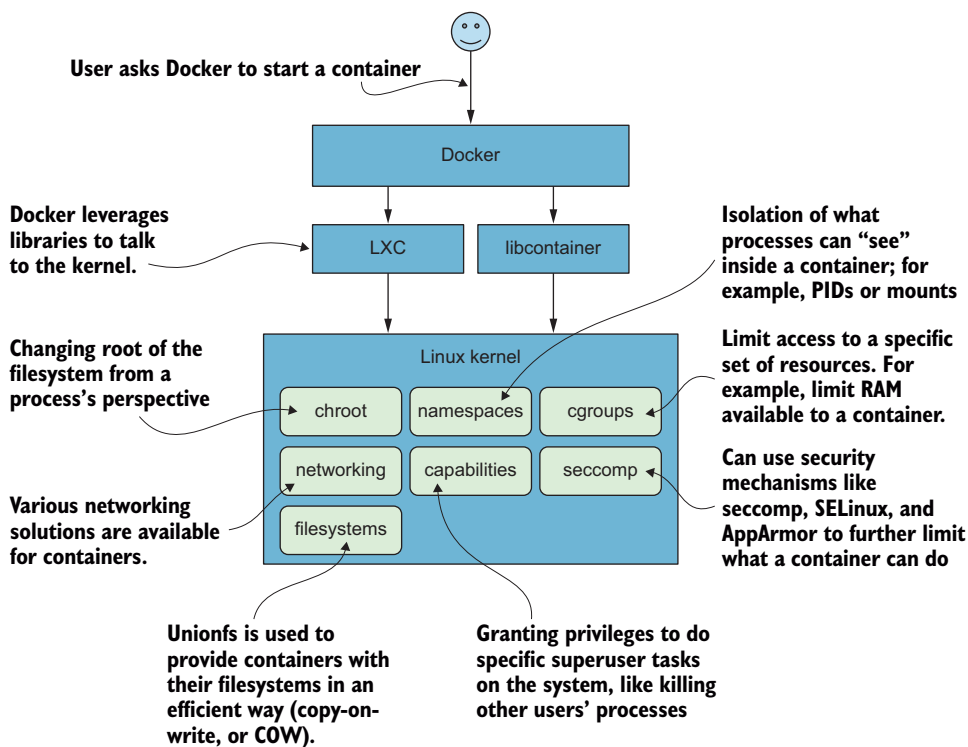 User asks Docker to start a container
Docker
Docker leverages
libraries to talk
to the kernel.
LXC
libcontainer
Isolation of what
processes can “see”
inside a container; for
example, PIDs or mounts
Changing root of the
filesystem from a
process’s perspective
Linux kernel
chroot
namespaces
cgroups
Limit access to a specific
set of resources. For
example, limit RAM
available to a container.
networking
capabilities
seccomp
Various networking
solutions are available
for containers.
filesystems
Can use security
mechanisms like
seccomp, SELinux, and
AppArmor to further limit
what a container can do
Unionfs is used to
provide containers with
their filesystems in an
efficient way (copy-on-
write, or COW).
Granting privileges to do
specific superuser tasks
on the system, like killing
other users’ processes